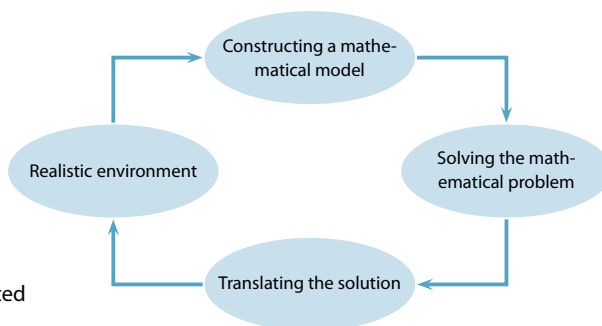 Constructing a mathe-
matical model
Realistic environment
Solving the math-
ematical problem
Translating the solution